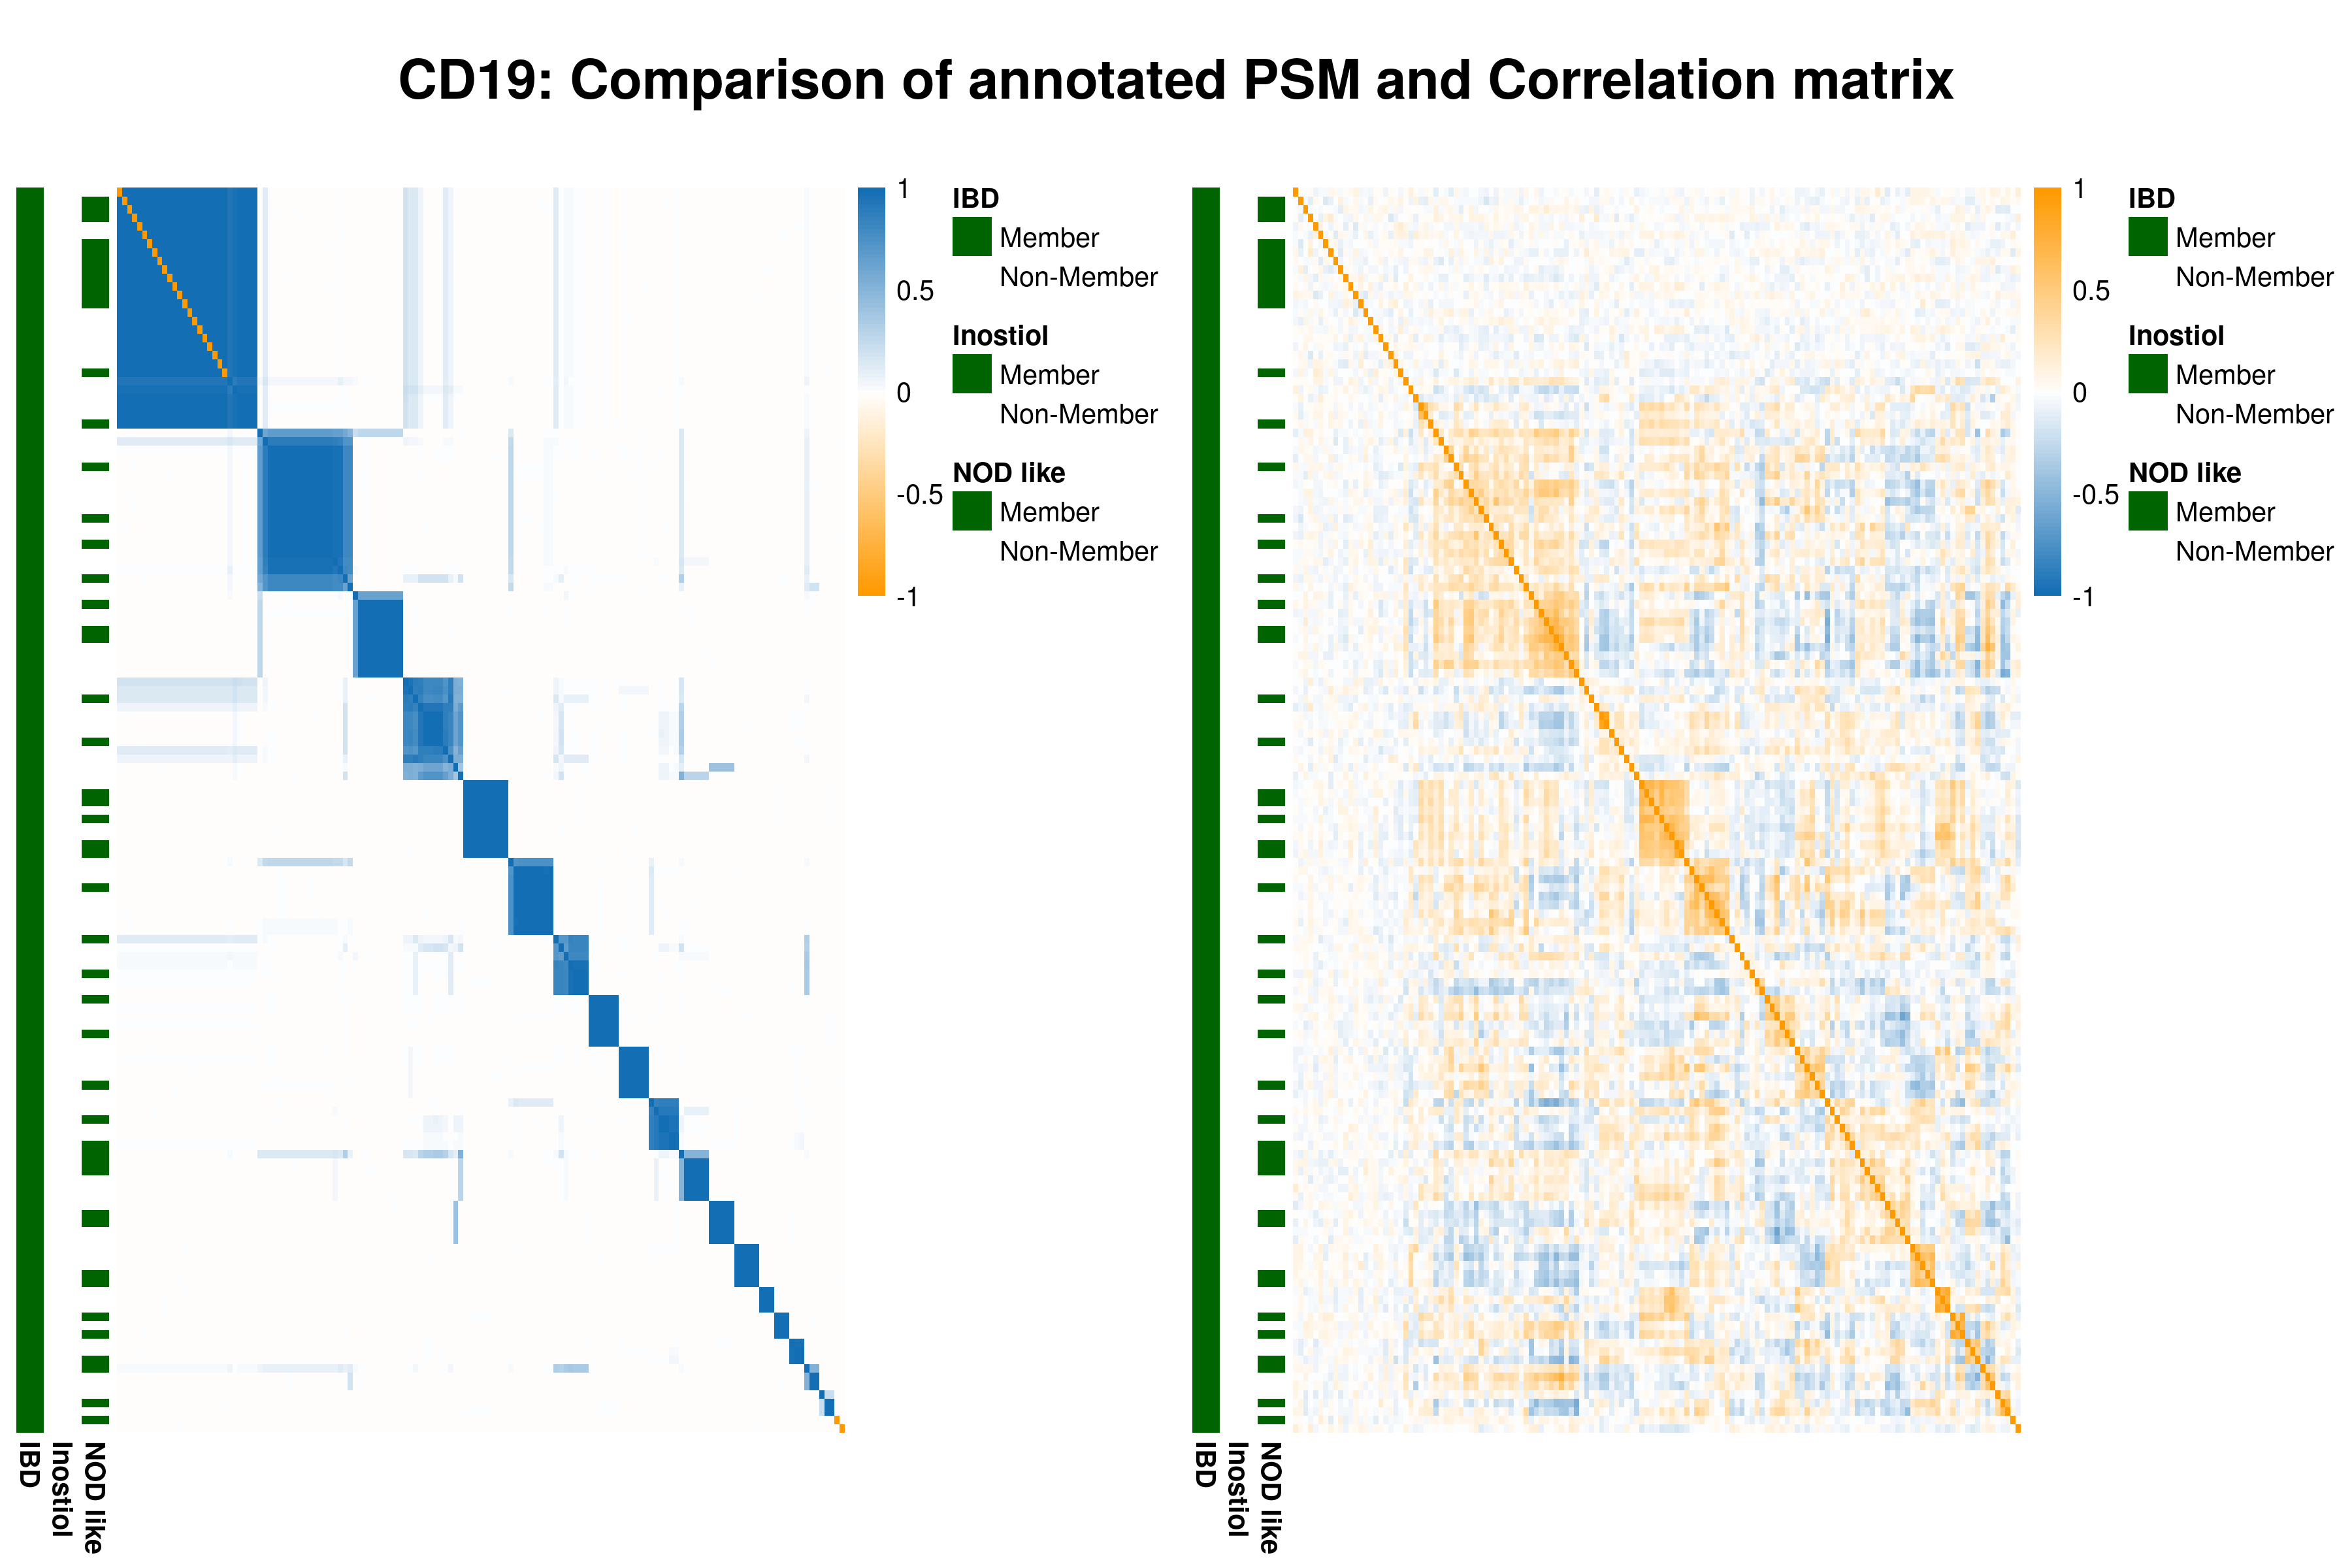 CD19: Comparison of annotated PSM and Correlation matrix
1
0.5
0
-0.5
-1
IBD
Member
Non-Member
Inostiol
Member
Non-Member
NOD like
Member
Non-Member
IBD
Inostiol
NOD like
1
0.5
0
-0.5
-1
IBD
Member
Non-Member
Inostiol
Member
Non-Member
NOD like
Member
Non-Member
IBD
Inostiol
NOD like